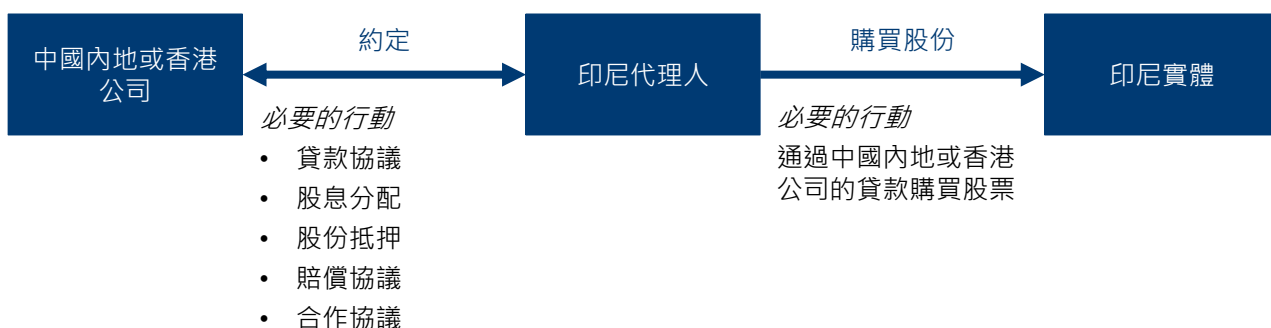 中國內地或香港
公司
約定
印尼代理人
購買股份
印尼實體
必要的行動
• 貸款協議
• 股息分配
• 股份抵押
• 賠償協議
• 合作協議
必要的行動
通過中國內地或香港
公司的貸款購買股票